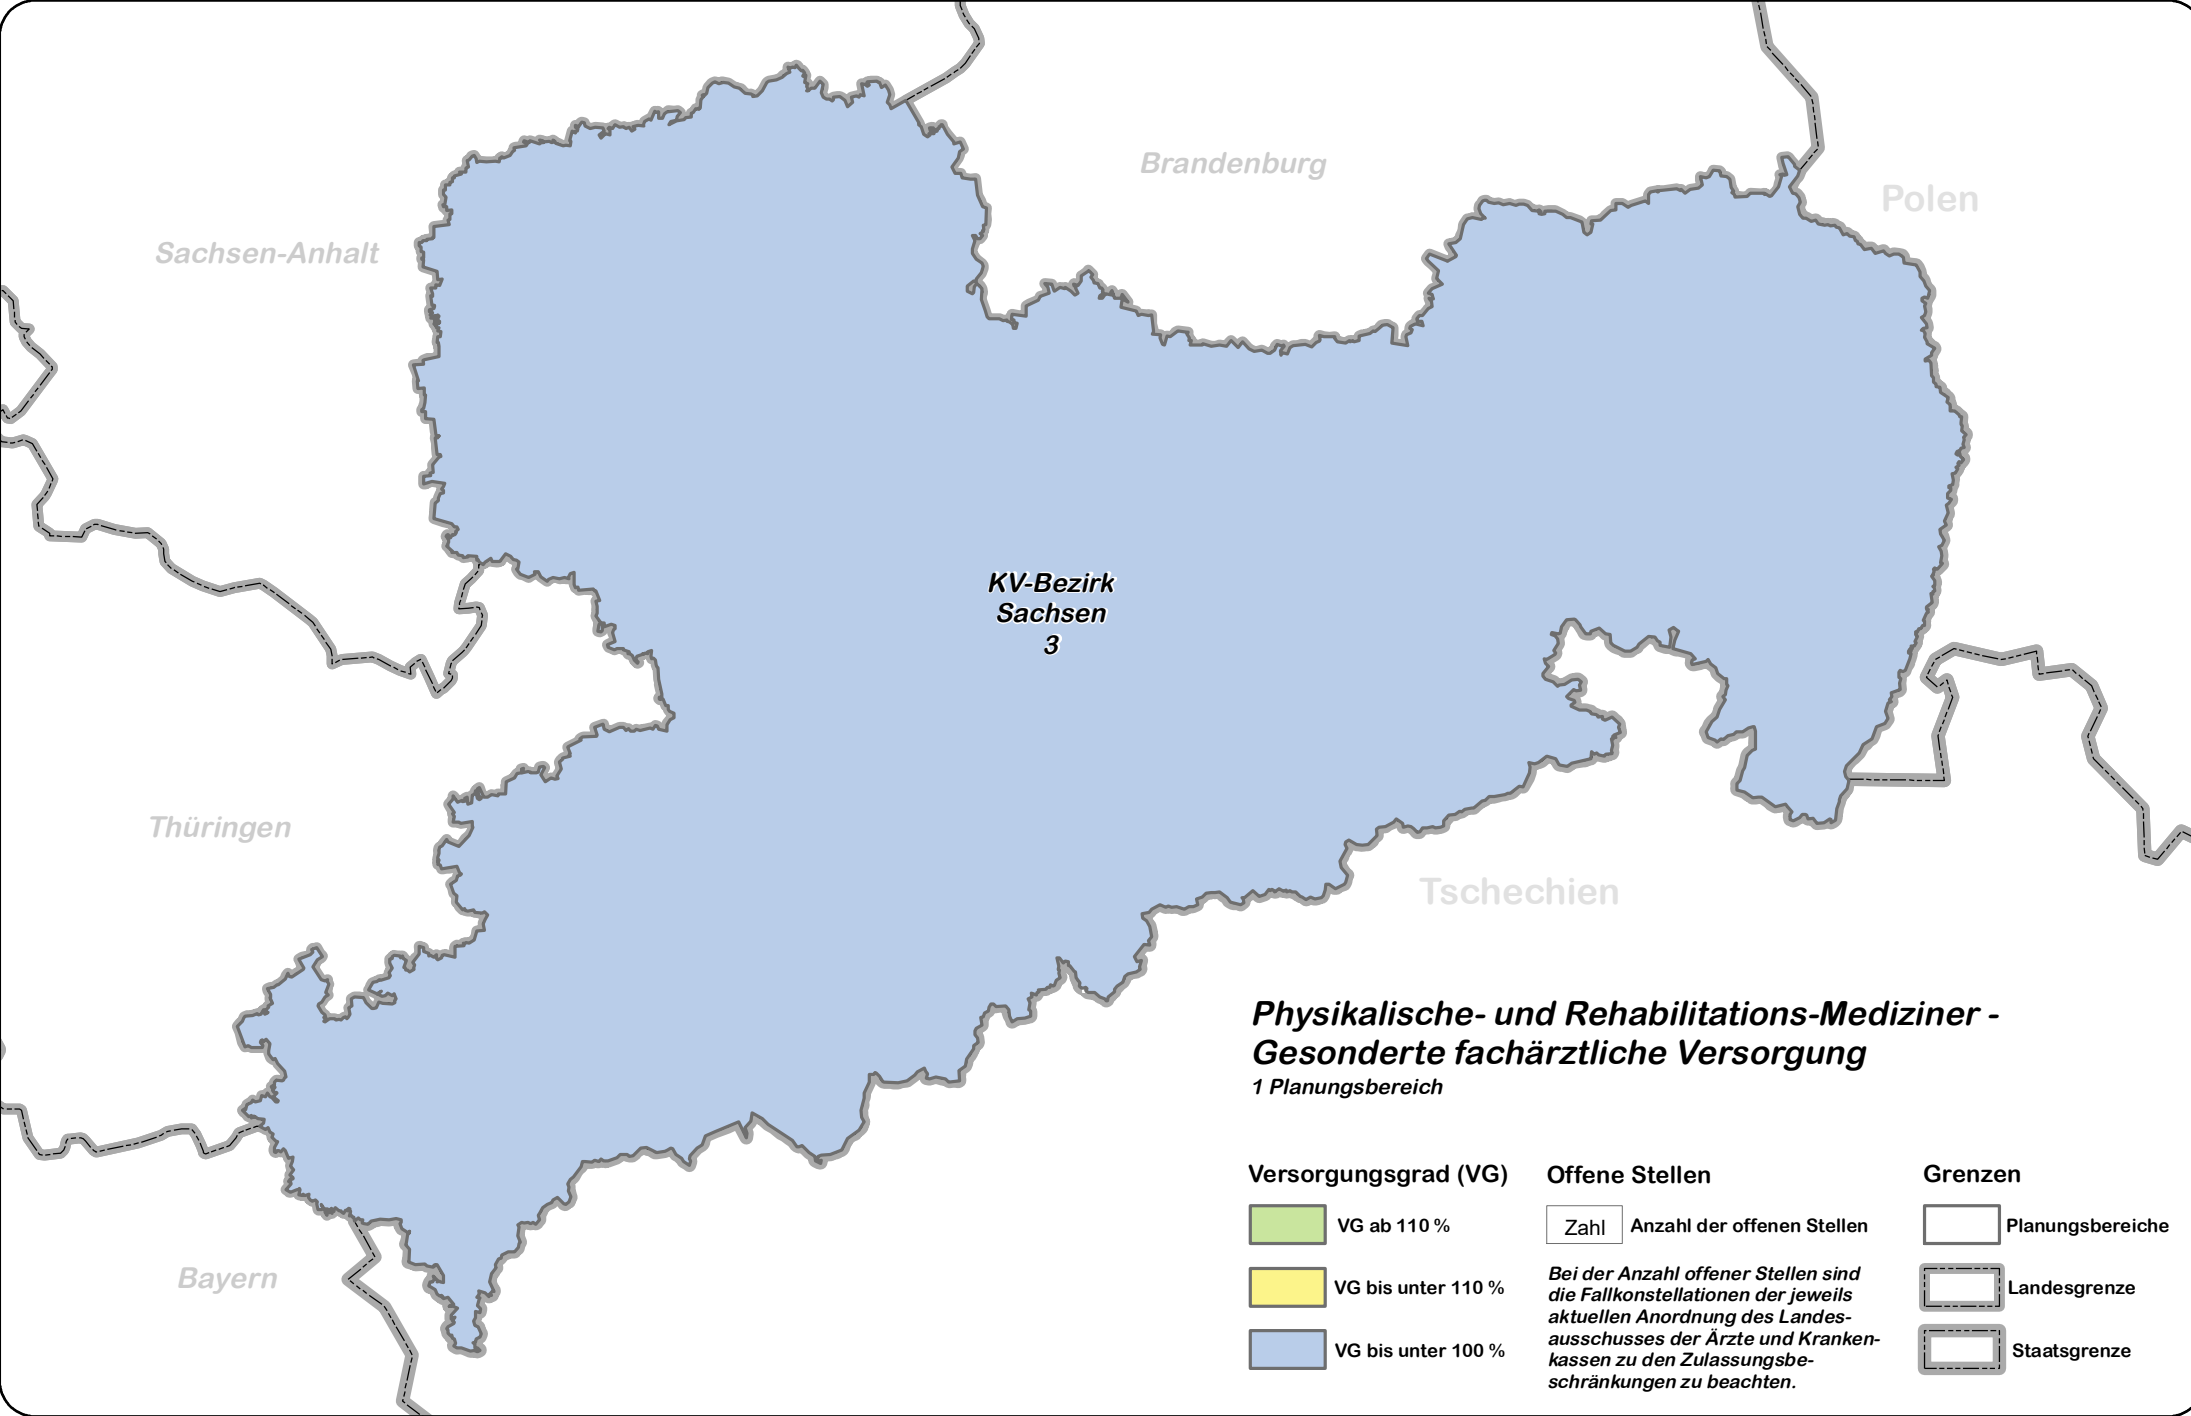 Brandenburg
Polen
Sachsen-Anhalt
KV-Bezirk
Sachsen
3
Thüringen
Tschechien
Bayern
Physikalische- und Rehabilitations-Mediziner -
Gesonderte fachärztliche Versorgung
1 Planungsbereich
Versorgungsgrad (VG)
VG ab 110 %
VG bis unter 110 %
VG bis unter 100 %
Offene Stellen
Zahl Anzahl der offenen Stellen
Bei der Anzahl offener Stellen sind
die Fallkonstellationen der jeweils
aktuellen Anordnung des Landes-
ausschusses der Ärzte und Kranken-
kassen zu den Zulassungsbe-
schränkungen zu beachten.
Grenzen
Planungsbereiche
Landesgrenze
Staatsgrenze